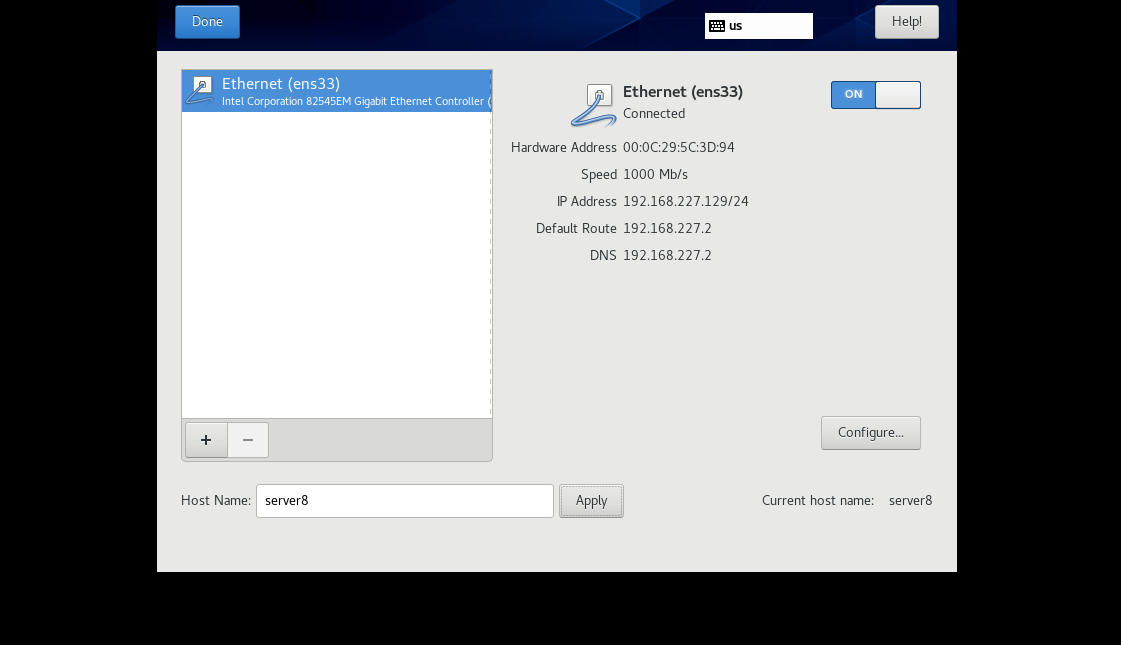 Done
us
Help!
Ethernet (ens33)
Intel Corporation 82545EM Gigabit Ethernet Controller (
Ethernet (ens33)
Connected
ON
Hardware Address 00:0C:29:5C:3D:94
Speed 1000 Mb/s
IP Address 192.168.227.129/24
Default Route 192.168.227.2
DNS 192.168.227.2
+ −
Configure...
Host Name: server8 Apply Current host name: server8